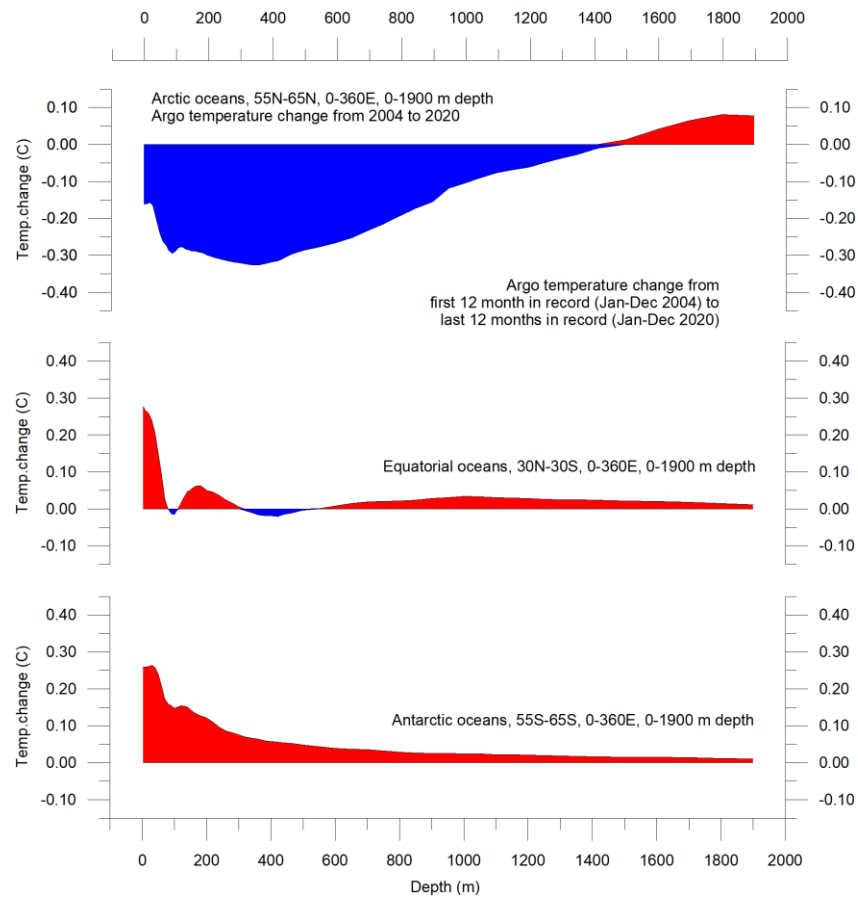 0 200 400 600 800 1000 1200 1400 1600 1800 2000
Arctic oceans, 55N-65N, 0-360E, 0-1900 m depth
Argo temperature change from 2004 to 2020
Temp.change (C)
0.10 0.10
0.00 0.00
-0.10 -0.10
-0.20 -0.20
-0.30 -0.30
-0.40 -0.40
Argo temperature change from
first 12 month in record (Jan-Dec 2004) to
last 12 months in record (Jan-Dec 2020)
Temp.change (C)
0.40 0.40
0.30 0.30
0.20 0.20
0.10 0.10
0.00 0.00
-0.10 -0.10
Equatorial oceans, 30N-30S, 0-360E, 0-1900 m depth
Temp.change (C)
0.40 0.40
0.30 0.30
0.20 0.20
0.10 0.10
0.00 0.00
-0.10 -0.10
Antarctic oceans, 55S-65S, 0-360E, 0-1900 m depth
0 200 400 600 800 1000 1200 1400 1600 1800 2000
Depth (m)